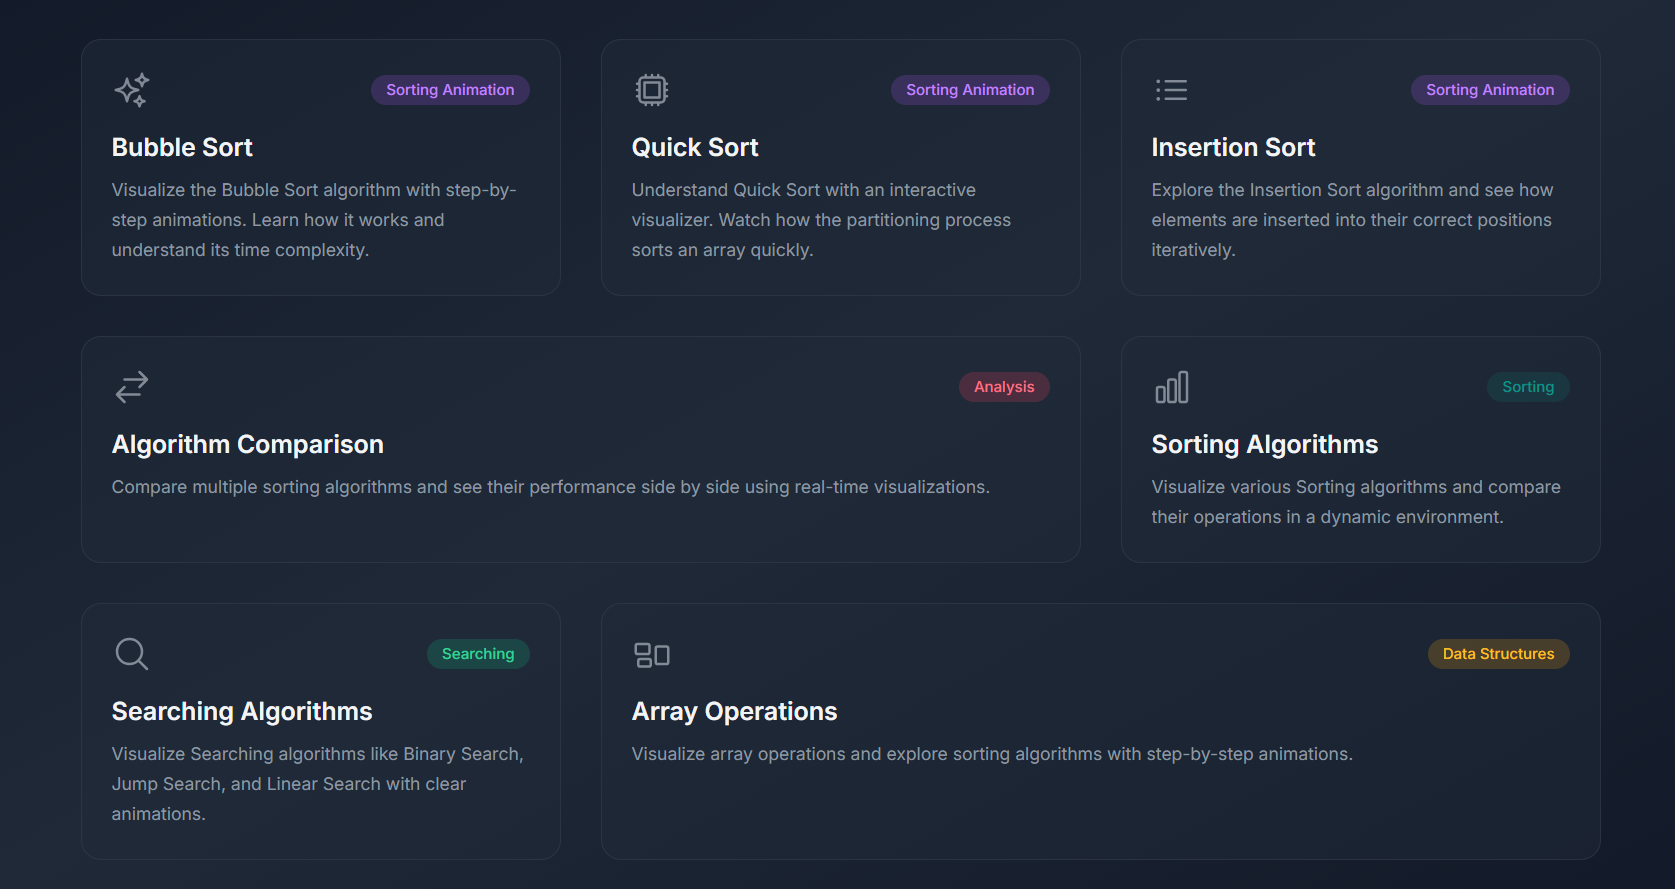 Sorting Animation
Bubble Sort
Visualize the Bubble Sort algorithm with step-by-
step animations. Learn how it works and
understand its time complexity.
Sorting Animation
Quick Sort
Understand Quick Sort with an interactive
visualizer. Watch how the partitioning process
sorts an array quickly.
Sorting Animation
Insertion Sort
Explore the Insertion Sort algorithm and see how
elements are inserted into their correct positions
iteratively.
Analysis
Algorithm Comparison
Compare multiple sorting algorithms and see their performance side by side using real-time visualizations.
Sorting
Sorting Algorithms
Visualize various Sorting algorithms and compare
their operations in a dynamic environment.
Searching
Searching Algorithms
Visualize Searching algorithms like Binary Search,
Jump Search, and Linear Search with clear
animations.
Data Structures
Array Operations
Visualize array operations and explore sorting algorithms with step-by-step animations.